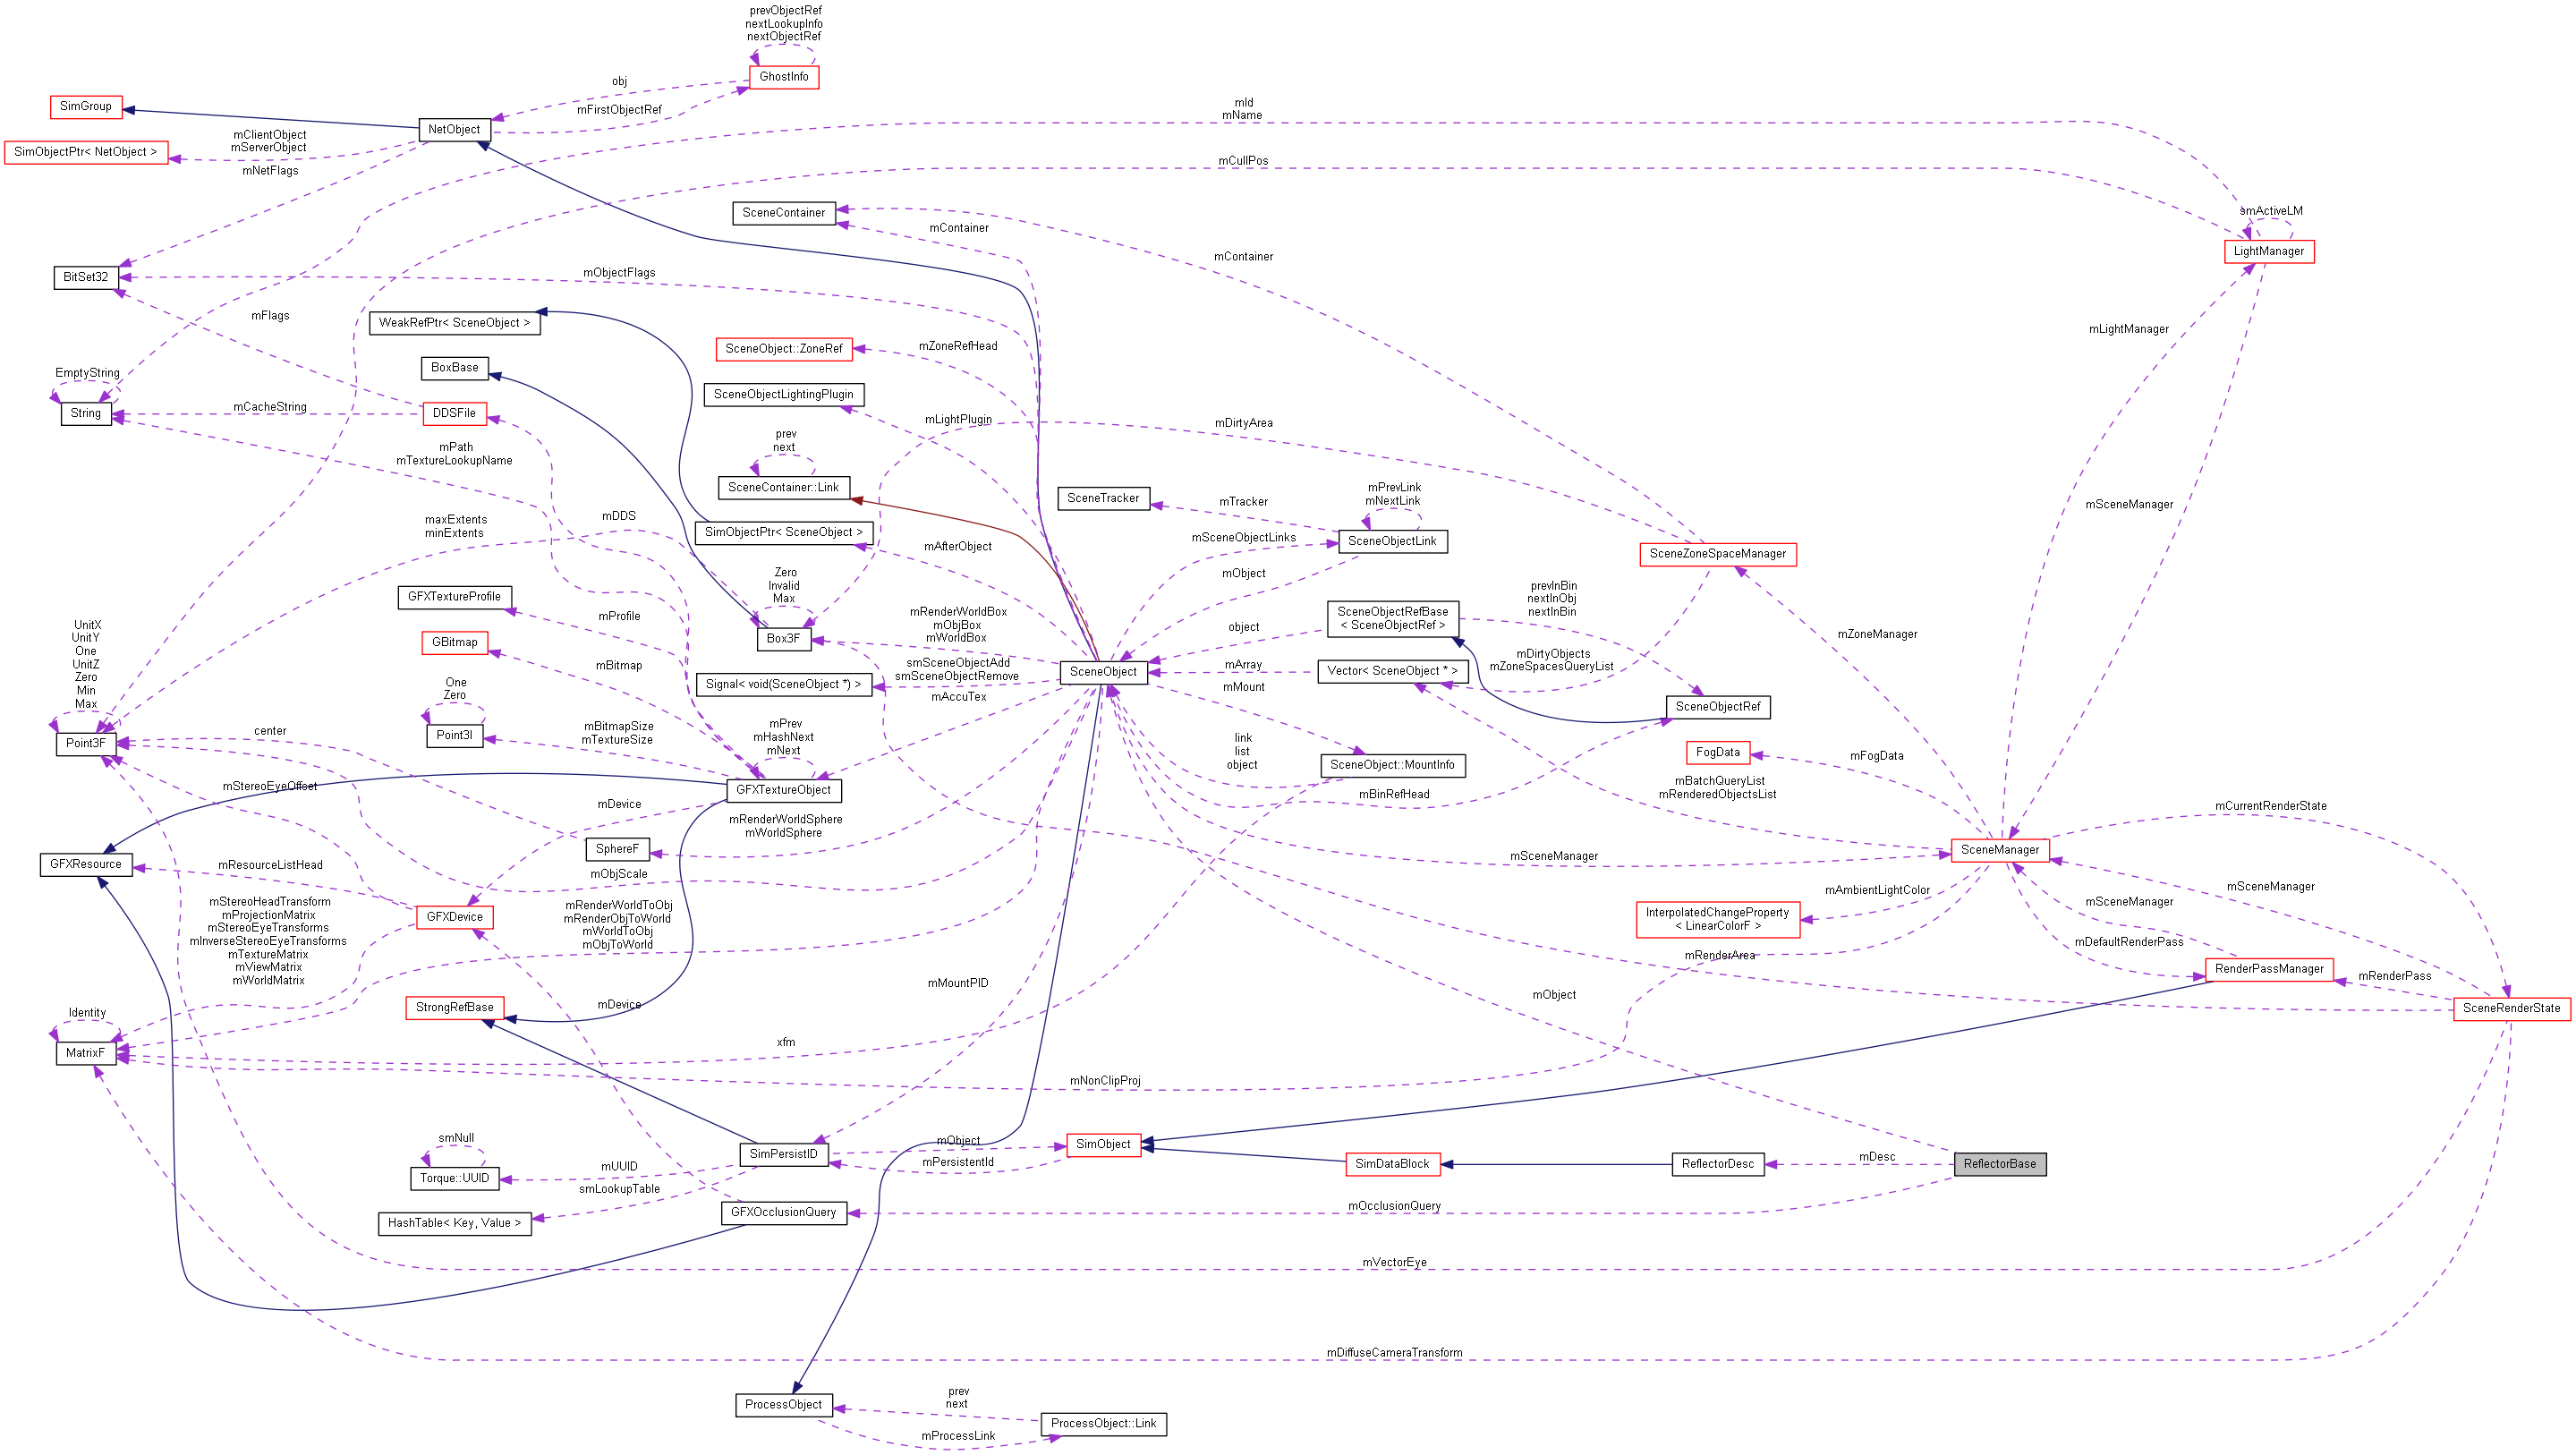 prevObjectRef
nextLookupInfo
nextObjectRef
GhostInfo
obj
mFirstObjectRef
SimGroup
NetObject
mId
mName
mClientObject
mServerObject
SimObjectPtr< NetObject >
mNetFlags
mCullPos
SceneContainer
mContainer
smActiveLM
LightManager
mContainer
BitSet32
mObjectFlags
mFlags
WeakRefPtr< SceneObject >
mLightManager
SceneObject::ZoneRef
mZoneRefHead
BoxBase
EmptyString
String
mCacheString
DDSFile
SceneObjectLightingPlugin
mLightPlugin
mDirtyArea
prev
next
mPath
mTextureLookupName
SceneContainer::Link
SceneTracker
mTracker
mPrevLink
mNextLink
mSceneManager
maxExtents
minExtents
mDDS
SimObjectPtr< SceneObject >
mAfterObject
mSceneObjectLinks
SceneObjectLink
SceneZoneSpaceManager
Zero
Invalid
Max
mObject
GFXTextureProfile
mProfile
prevInBin
nextInObj
nextInBin
mRenderWorldBox
mObjBox
mWorldBox
SceneObjectRefBase
< SceneObjectRef >
object
mZoneManager
UnitX
UnitY
One
UnitZ
Zero
Min
Max
GBitmap
Box3F
mBitmap
smSceneObjectAdd
smSceneObjectRemove
Signal< void(SceneObject *) >
SceneObject
mArray
Vector< SceneObject * >
mDirtyObjects
mZoneSpacesQueryList
One
Zero
mAccuTex
mMount
SceneObjectRef
Point3F
center
Point3I
mBitmapSize
mTextureSize
mPrev
mHashNext
mNext
link
list
object
SceneObject::MountInfo
FogData
mFogData
mStereoEyeOffset
GFXTextureObject
mDevice
mBinRefHead
mBatchQueryList
mRenderedObjectsList
mCurrentRenderState
mRenderWorldSphere
mWorldSphere
SphereF
GFXResource
mResourceListHead
mObjScale
mSceneManager
SceneManager
mAmbientLightColor
mSceneManager
mStereoHeadTransform
mProjectionMatrix
mStereoEyeTransforms
mInverseStereoEyeTransforms
mTextureMatrix
mViewMatrix
mWorldMatrix
GFXDevice
mRenderWorldToObj
mRenderObjToWorld
mWorldToObj
mObjToWorld
InterpolatedChangeProperty
< LinearColorF >
mSceneManager
mDefaultRenderPass
mRenderArea
RenderPassManager
mRenderPass
mMountPID
mObject
StrongRefBase
mDevice
SceneRenderState
Identity
MatrixF
xfm
mNonClipProj
smNull
Torque::UUID
mUUID
SimPersistID
mObject
mPersistentId
SimObject
SimDataBlock
ReflectorDesc
mDesc
ReflectorBase
smLookupTable
HashTable< Key, Value >
GFXOcclusionQuery
mOcclusionQuery
mVectorEye
mDiffuseCameraTransform
ProcessObject
prev
next
ProcessObject::Link
mProcessLink